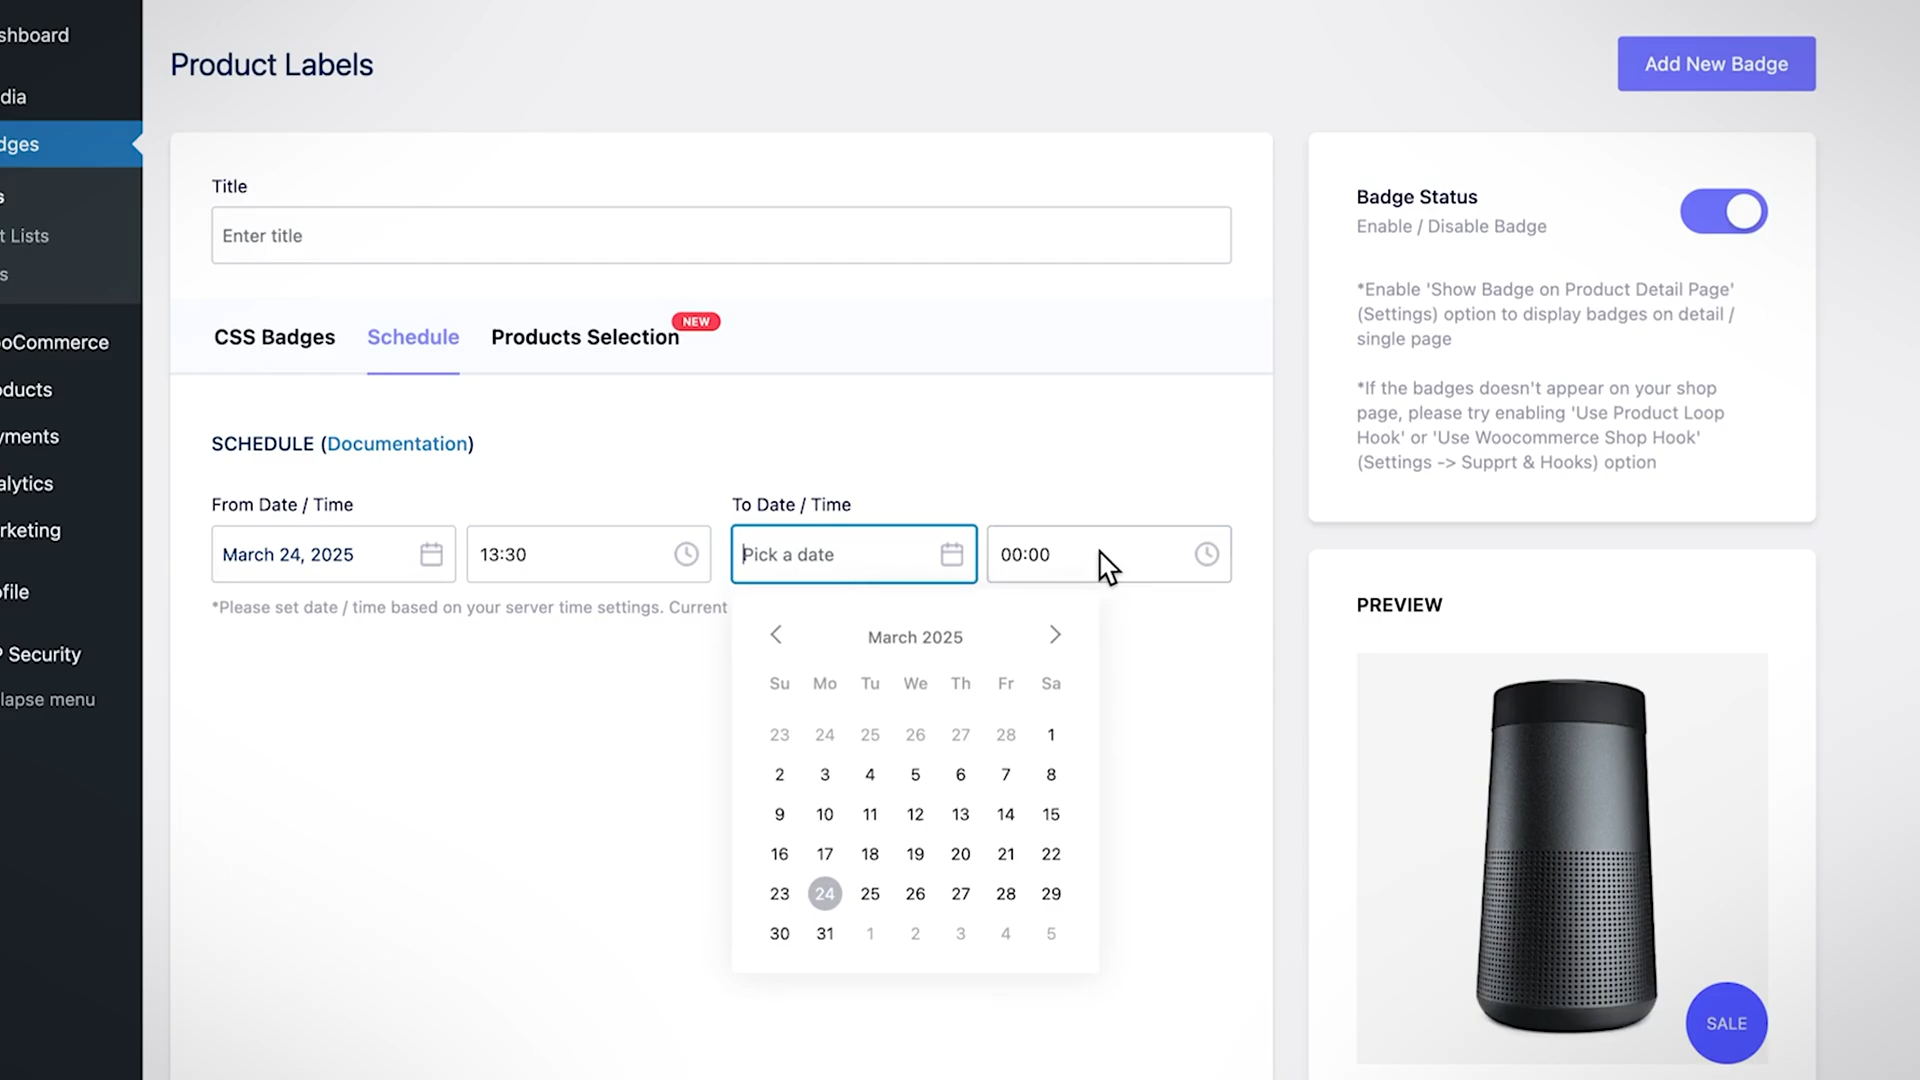 shboard
dia
dges
s
t Lists
s
oCommerce
ducts
yments
alytics
rketing
ofile
P Security
lapse menu
Product Labels
Add New Badge
Title
Enter title
CSS Badges
Schedule
Products Selection
NEW
SCHEDULE (Documentation)
From Date / Time
To Date / Time
March 24, 2025
13:30
Pick a date
00:00
*Please set date / time based on your server time settings. Current
March 2025
Su Mo Tu We Th Fr Sa
23 24 25 26 27 28 1
2 3 4 5 6 7 8
9 10 11 12 13 14 15
16 17 18 19 20 21 22
23 24 25 26 27 28 29
30 31 1 2 3 4 5
Badge Status
Enable / Disable Badge
*Enable 'Show Badge on Product Detail Page'
(Settings) option to display badges on detail /
single page
*If the badges doesn't appear on your shop
page, please try enabling 'Use Product Loop
Hook' or 'Use Woocommerce Shop Hook'
(Settings -> Supprt & Hooks) option
PREVIEW
SALE